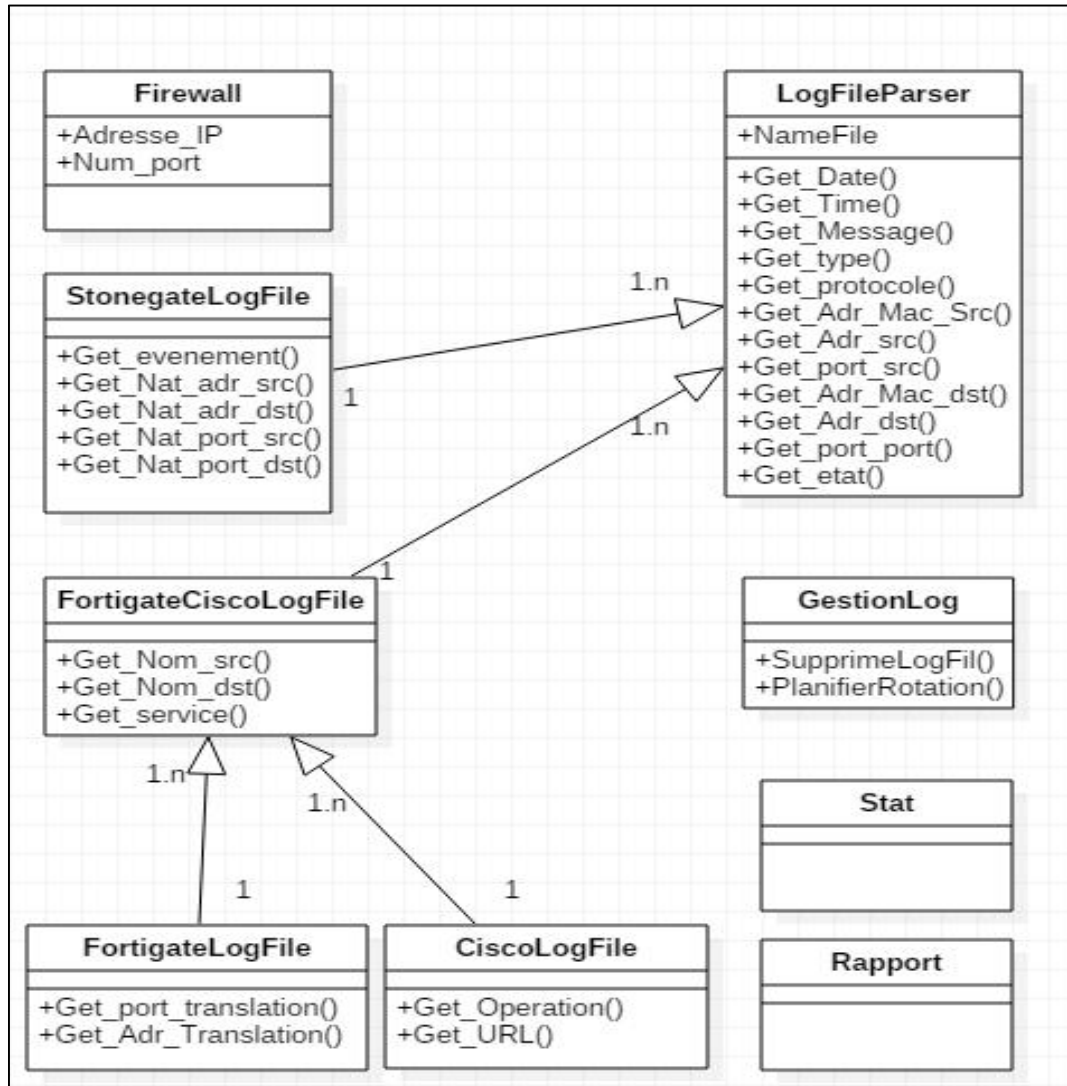 Firewall
+Adresse_IP
+Num_port
LogFileParser
+NameFile
+Get_Date()
+Get_Time()
+Get_Message()
+Get_type()
+Get_protocole()
+Get_Adr_Mac_Src()
+Get_Adr_src()
+Get_port_src()
+Get_Adr_Mac_dst()
+Get_Adr_dst()
+Get_port_port()
+Get_etat()
StonegateLogFile
+Get_evenement()
+Get_Nat_adr_src()
+Get_Nat_adr_dst()
+Get_Nat_port_src()
+Get_Nat_port_dst()
1.n
1
1.n
1
FortigateCiscoLogFile
+Get_Nom_src()
+Get_Nom_dst()
+Get_service()
GestionLog
+SupprimeLogFil()
+PlanifierRotation()
1.n
1.n
1
1
Stat
FortigateLogFile
+Get_port_translation()
+Get_Adr_Translation()
CiscoLogFile
+Get_Operation()
+Get_URL()
Rapport